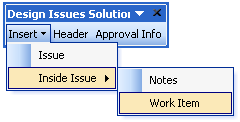 Design Issues Solution
Insert Header Approval Info
Issue
Inside Issue
Notes
Work Item